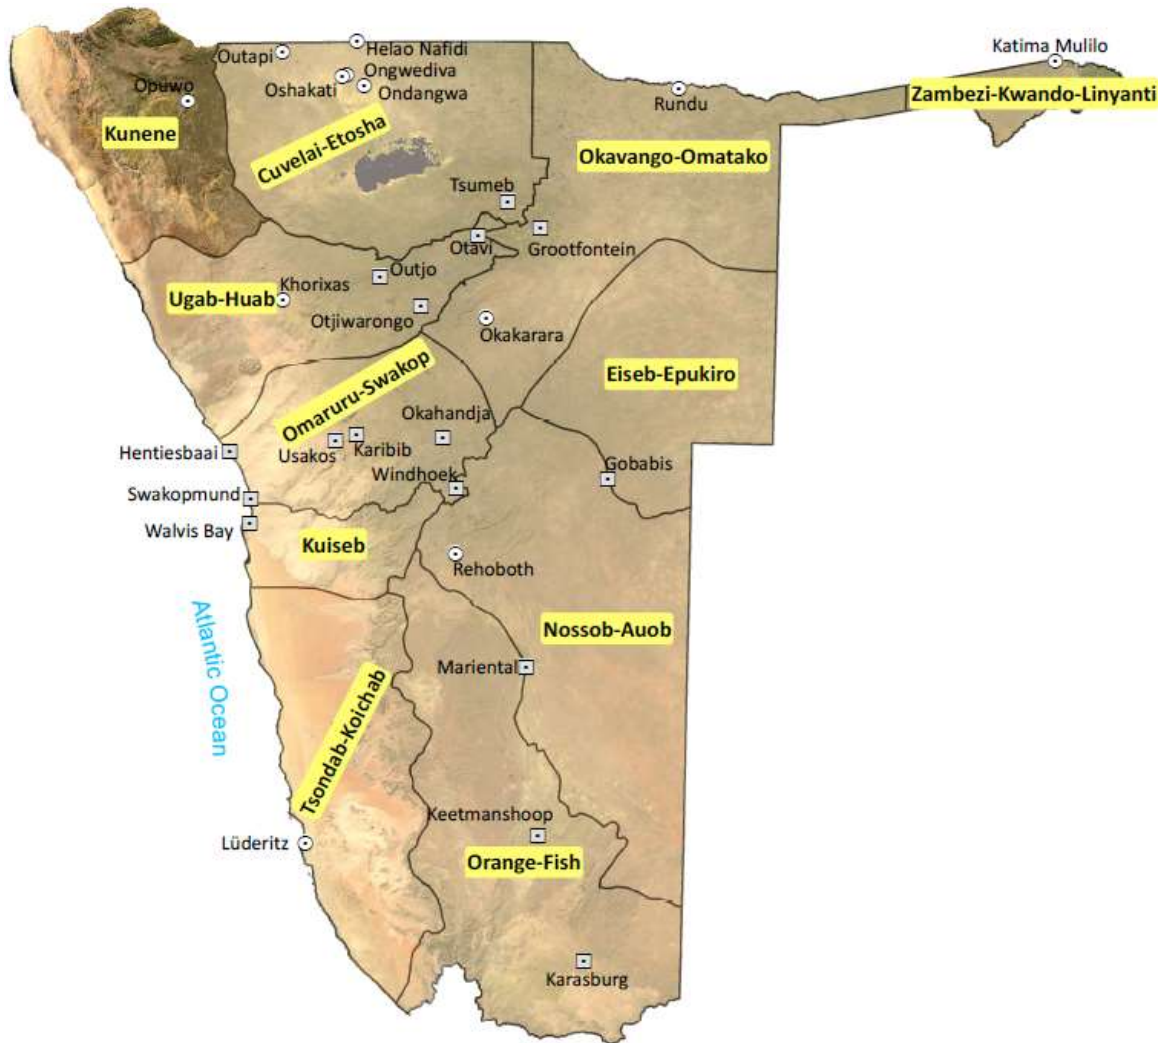 Helao Nafidi
Outapi
Ongwediva
Oshakati
Ondangwa
Opuwo
Kunene
Cuvelai-Etosha
Katima Mulilo
Zambezi-Kwando-Linyanti
Rundu
Okavango-Omatako
Tsumeb
Otavi
Grootfontein
Outjo
Khorixas
Ugab-Huab
Otjiwarongo
Okakarara
Eiseb-Epukiro
Omaruru-Swakop
Okahandja
Hentiesbaai
Usakos
Karibib
Windhoek
Gobabis
Swakopmund
Walvis Bay
Kuiseb
Rehoboth
Atlantic Ocean
Nossob-Auob
Mariental
Tsondab-Koichab
Keetmanshoop
Lüderitz
Orange-Fish
Karasburg